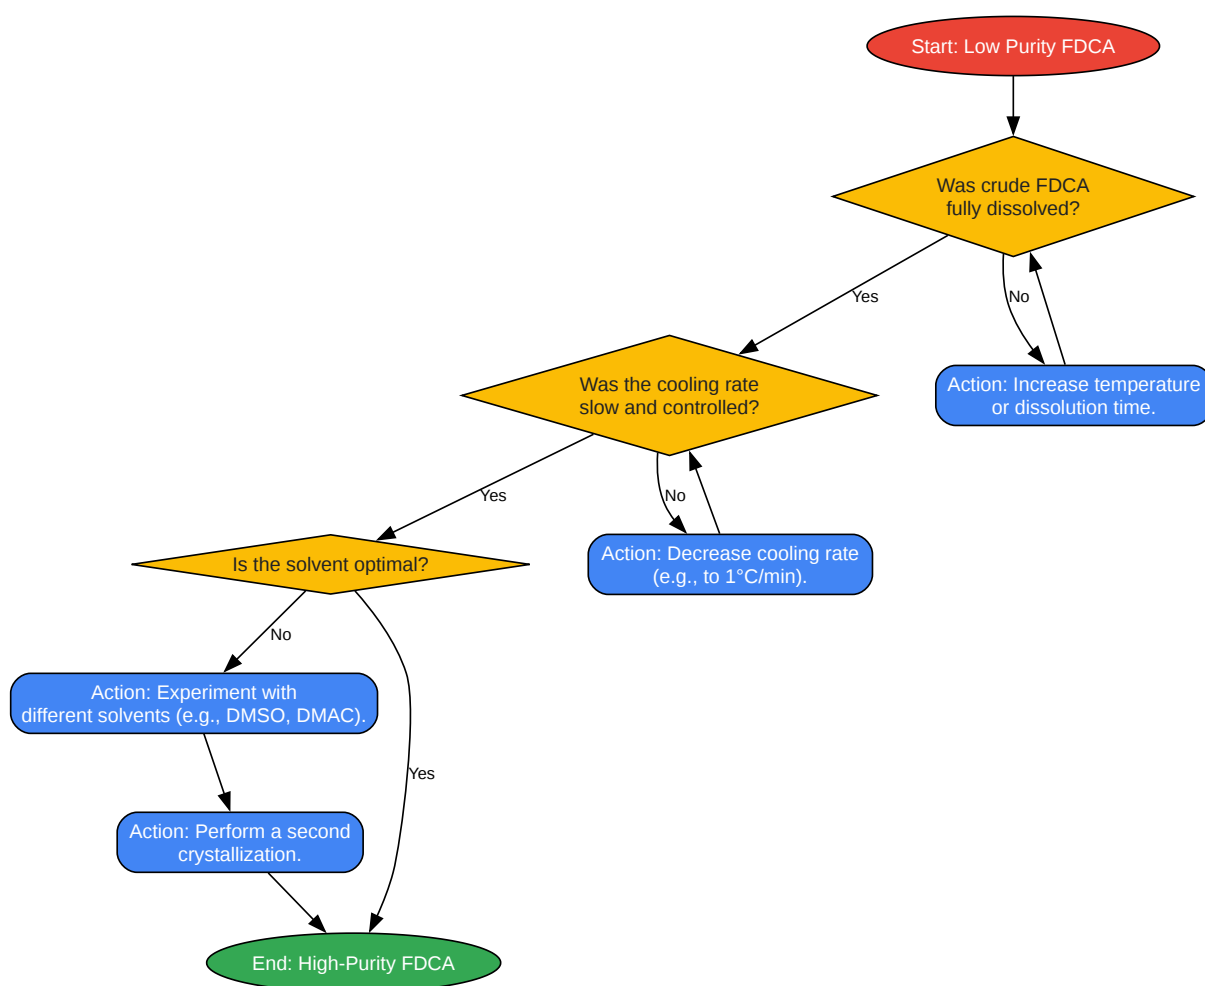 Start: Low Purity FDCA
Was crude FDCA
fully dissolved?
Yes
No
Action: Increase temperature
or dissolution time.
Was the cooling rate
slow and controlled?
Yes
No
Action: Decrease cooling rate
(e.g., to 1°C/min).
Is the solvent optimal?
No
Action: Experiment with
different solvents (e.g., DMSO, DMAC).
Yes
Action: Perform a second
crystallization.
End: High-Purity FDCA